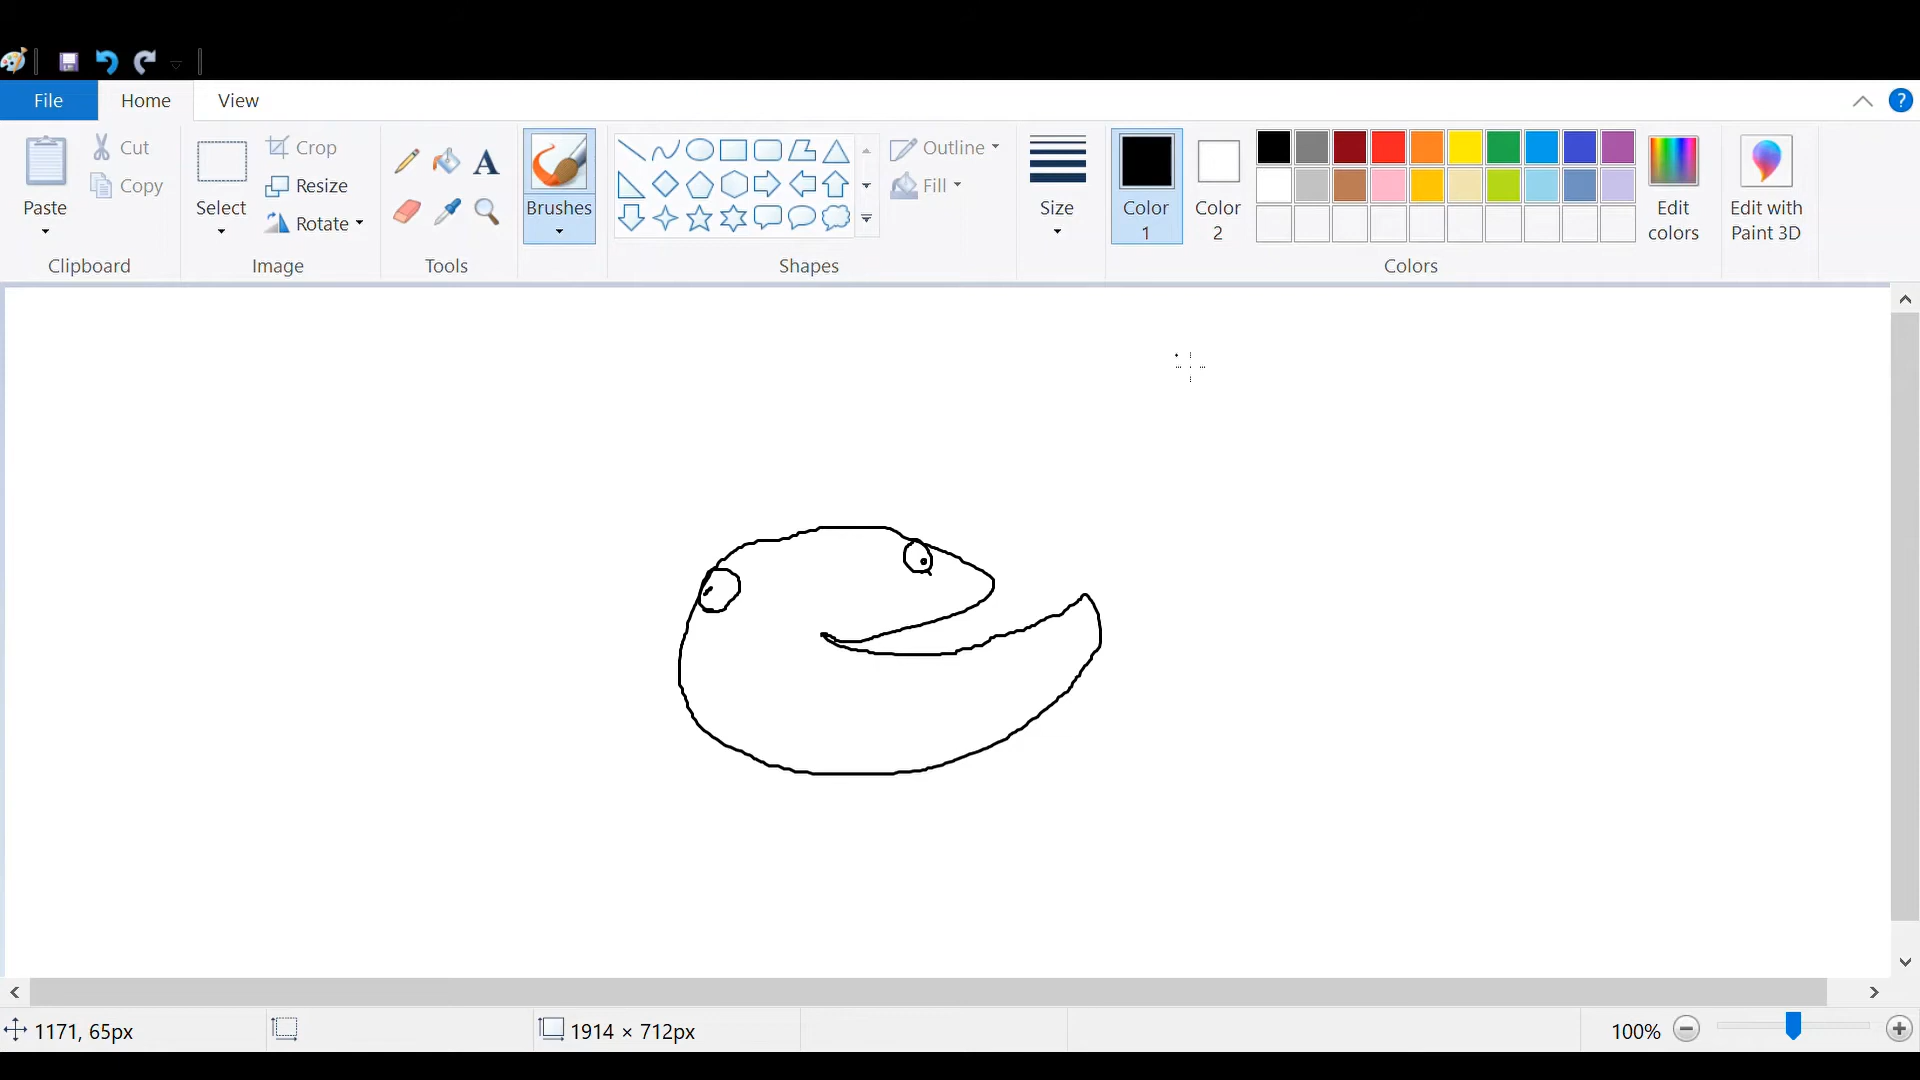 File Home View ?
Paste Cut Copy Clipboard
Select Crop Resize Rotate Image
A Tools
Brushes
Outline Fill Shapes
Size
Color 1 Color 2 Edit colors Colors
Edit with Paint 3D
1171, 65px 1914 × 712px 100%